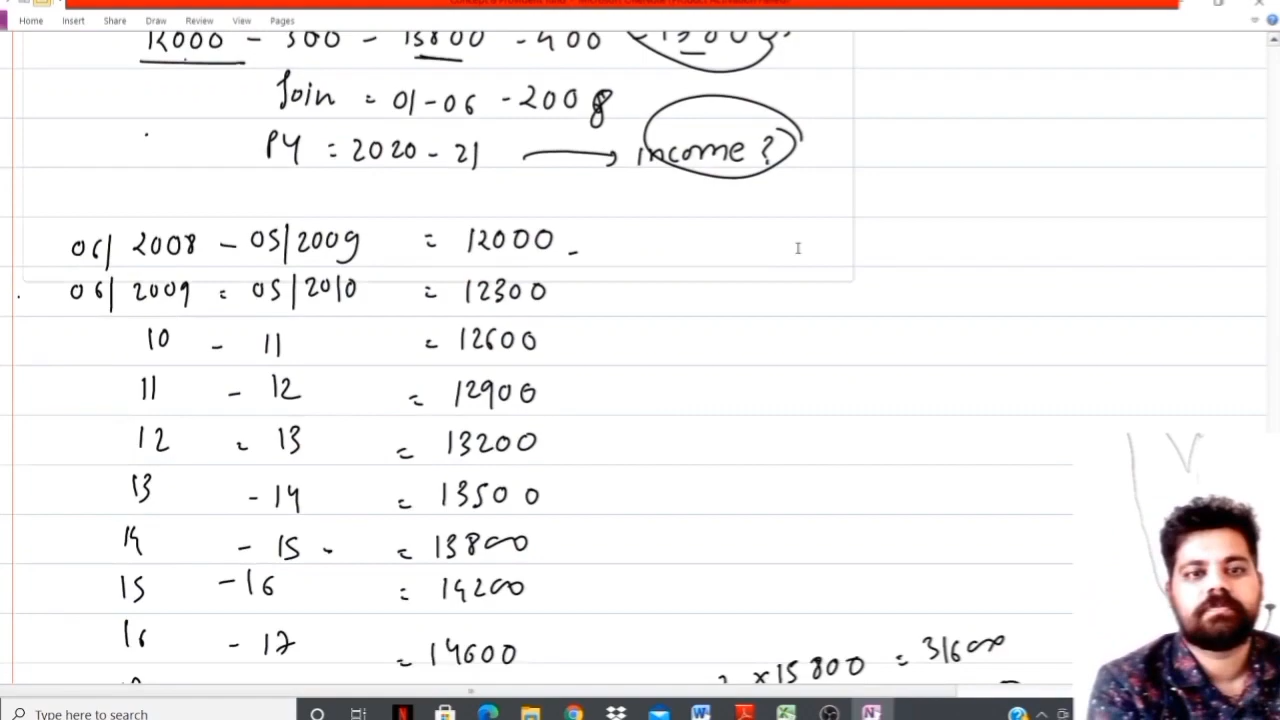 Home Insert Share Draw Review History View Pages
12000 - 300 - 15800 - 400
Join = 01-06 - 2008
PY = 2020 - 21 → income ?
06/ 2008 - 05/2009 = 12000 -
06/ 2009 = 05/2010 = 12300
10 - 11 = 12600
11 - 12 = 12900
12 = 13 = 13200
13 - 14 = 13500
14 - 15 = 13800
15 - 16 = 14200
16 - 17 = 14600
x 15800 = 31600
Type here to search